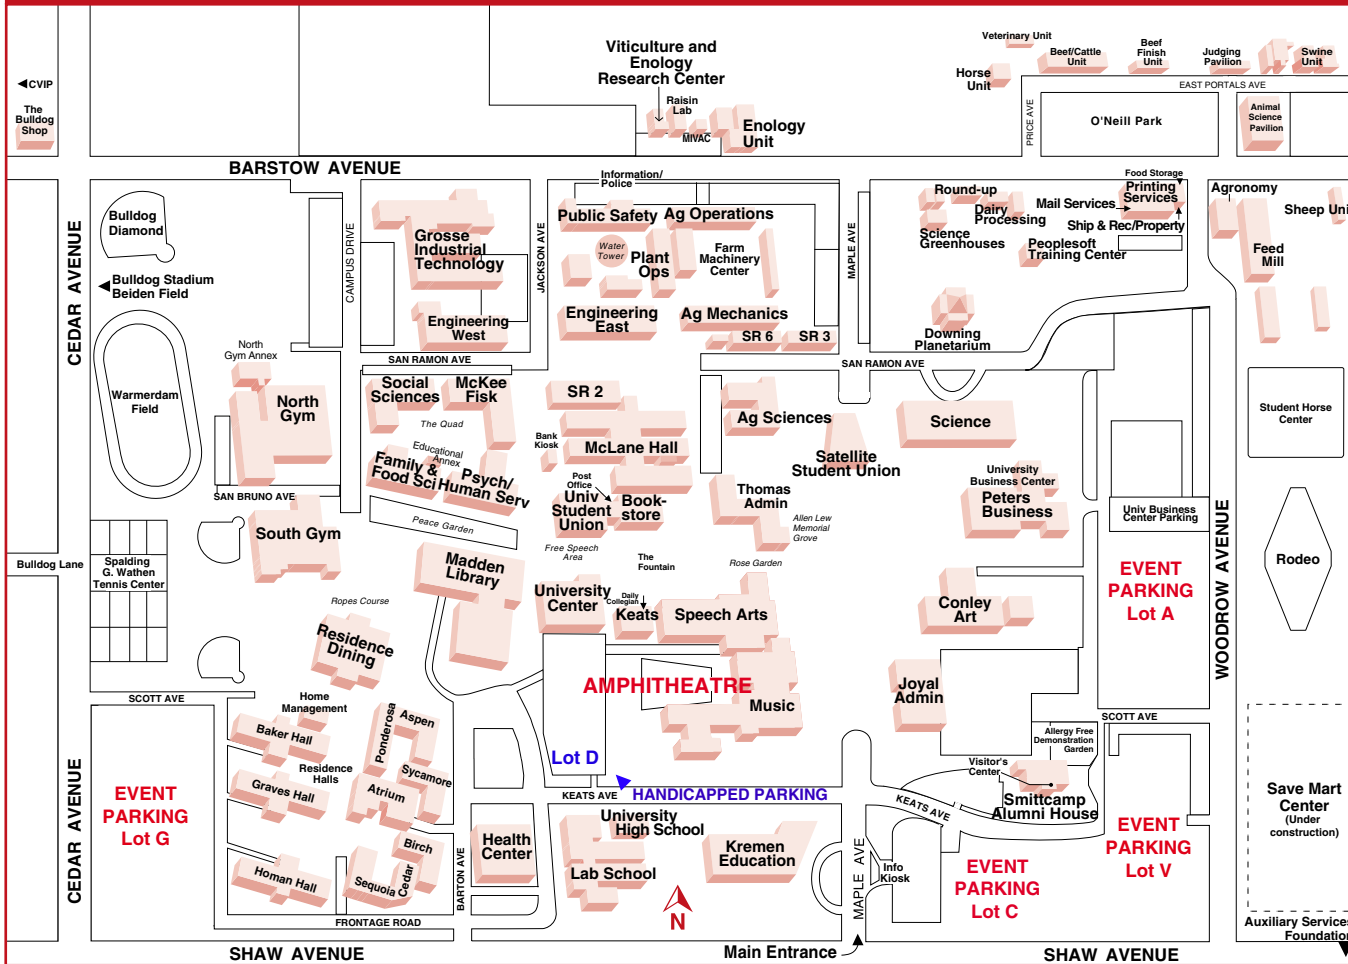 Viticulture and
Enology
Research Center
Raisin
Lab
MIVAC
Enology
Unit
Veterinary Unit
Horse
Unit
Beef/Cattle
Unit
Beef
Finish
Unit
Judging
Pavilion
Swine
Unit
EAST PORTALS AVE
PRICE AVE
O'Neill Park
Animal
Science
Pavilion
CVIP
The
Bulldog
Shop
BARSTOW AVENUE
Information/
Police
Food Storage
Printing
Services
Mail Services
Ship & Rec/Property
Round-up
Dairy
Processing
Science
Greenhouses
Peoplesoft
Training Center
Agronomy
Sheep Uni
Feed
Mill
CEDAR AVENUE
Bulldog
Diamond
Bulldog Stadium
Beiden Field
CAMPUS DRIVE
Grosse
Industrial
Technology
JACKSON AVE
Public Safety
Ag Operations
Water
Tower
Plant
Ops
Farm
Machinery
Center
MAPLE AVE
Engineering
West
Engineering
East
Ag Mechanics
SR 6
SR 3
Downing
Planetarium
SAN RAMON AVE
SAN RAMON AVE
North
Gym Annex
Warmerdam
Field
North
Gym
Social
Sciences
McKee
Fisk
The Quad
Educational
Annex
Family &
Food Sci
Psych/
Human Serv
SR 2
Bank
Kiosk
McLane Hall
Post
Office
Univ
Student
Union
Book-
store
Ag Sciences
Satellite
Student Union
Science
Student Horse
Center
University
Business Center
Peters
Business
Univ Business
Center Parking
Thomas
Admin
Allen Lew
Memorial
Grove
SAN BRUNO AVE
South Gym
Peace Garden
Free Speech
Area
The
Fountain
Rose Garden
Bulldog Lane
Spalding
G. Wathen
Tennis Center
Madden
Library
University
Center
Daily
Collegian
Keats
Speech Arts
Conley
Art
EVENT
PARKING
Lot A
WOODROW AVENUE
Rodeo
Ropes Course
Residence
Dining
AMPHITHEATRE
Music
Joyal
Admin
SCOTT AVE
SCOTT AVE
Home
Management
Baker Hall
Ponderosa
Aspen
Residence
Halls
Sycamore
Graves Hall
Atrium
Lot D
HANDICAPPED PARKING
KEATS AVE
KEATS AVE
Allergy Free
Demonstration
Garden
Visitor's
Center
Smittcamp
Alumni House
CEDAR AVENUE
EVENT
PARKING
Lot G
Birch
Homan Hall
Sequoia
Cedar
BARTON AVE
Health
Center
University
High School
Lab School
Kremen
Education
N
MAPLE AVE
Info
Kiosk
EVENT
PARKING
Lot C
EVENT
PARKING
Lot V
Save Mart
Center
(Under
construction)
FRONTAGE ROAD
Auxiliary Services
Foundation
SHAW AVENUE
Main Entrance
SHAW AVENUE